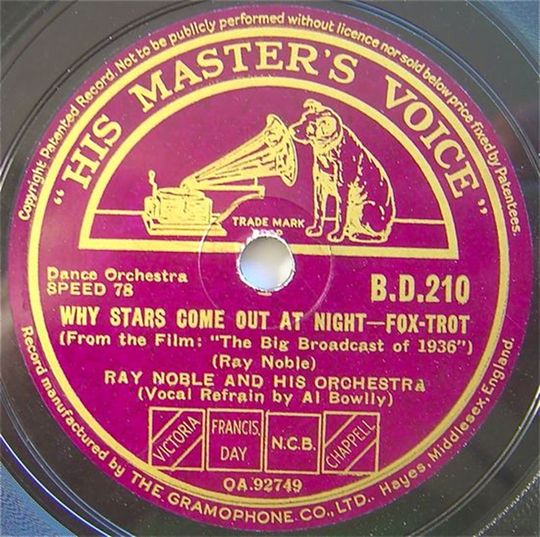 Copyright Patented Record. Not to be publicly performed without licence nor sold below price fixed by Patentees.
"HIS MASTER'S VOICE"
TRADE MARK
Dance Orchestra
SPEED 78
B.D.210
WHY STARS COME OUT AT NIGHT—FOX-TROT
(From the Film: "The Big Broadcast of 1936")
(Ray Noble)
RAY NOBLE AND HIS ORCHESTRA
(Vocal Refrain by Al Bowlly)
VICTORIA
FRANCIS, DAY
N.C.B.
CHAPPELL
OA.92749
Record manufactured by THE GRAMOPHONE CO., LTD., Hayes, Middlesex, England.